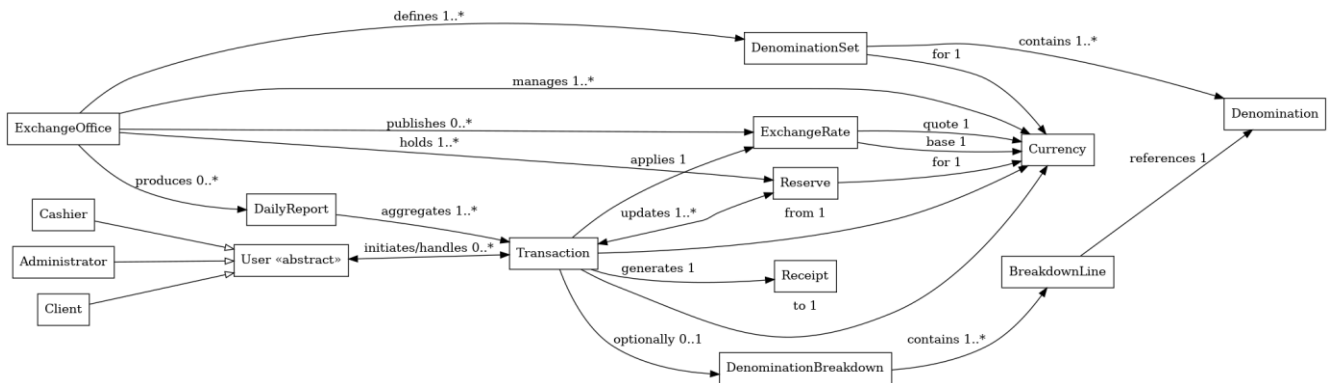 defines 1..*
DenominationSet
contains 1..*
for 1
manages 1..*
ExchangeOffice
publishes 0..*
holds 1..*
ExchangeRate
quote 1
base 1
Currency
Denomination
applies 1
for 1
references 1
produces 0..*
Reserve
Cashier
DailyReport
aggregates 1..*
updates 1..*
from 1
Administrator
User «abstract»
initiates/handles 0..*
Transaction
generates 1
Receipt
BreakdownLine
Client
to 1
optionally 0..1
contains 1..*
DenominationBreakdown